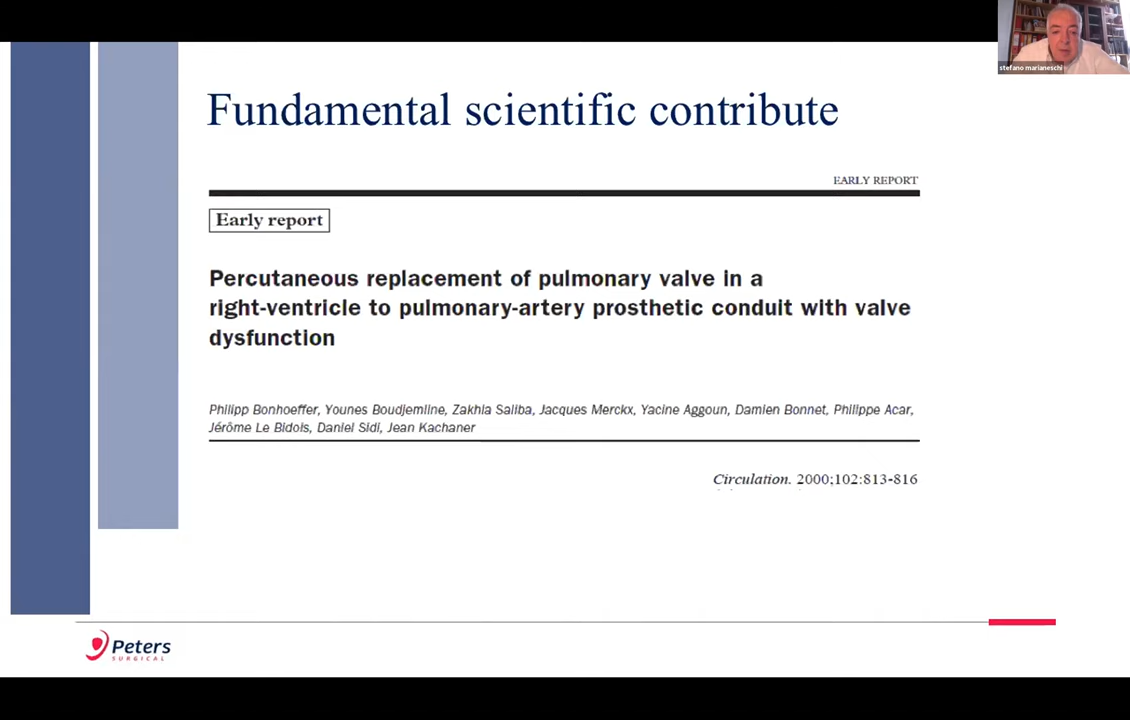 stefano marianeschi
Fundamental scientific contribute
EARLY REPORT
Early report
Percutaneous replacement of pulmonary valve in a
right-ventricle to pulmonary-artery prosthetic conduit with valve
dysfunction
Philipp Bonhoeffer, Younes Boudjemline, Zakhia Saliba, Jacques Merckx, Yacine Aggoun, Damien Bonnet, Philippe Acar,
Jérôme Le Bidois, Daniel Sidi, Jean Kachaner
Circulation. 2000;102:813-816
Peters
SURGICAL